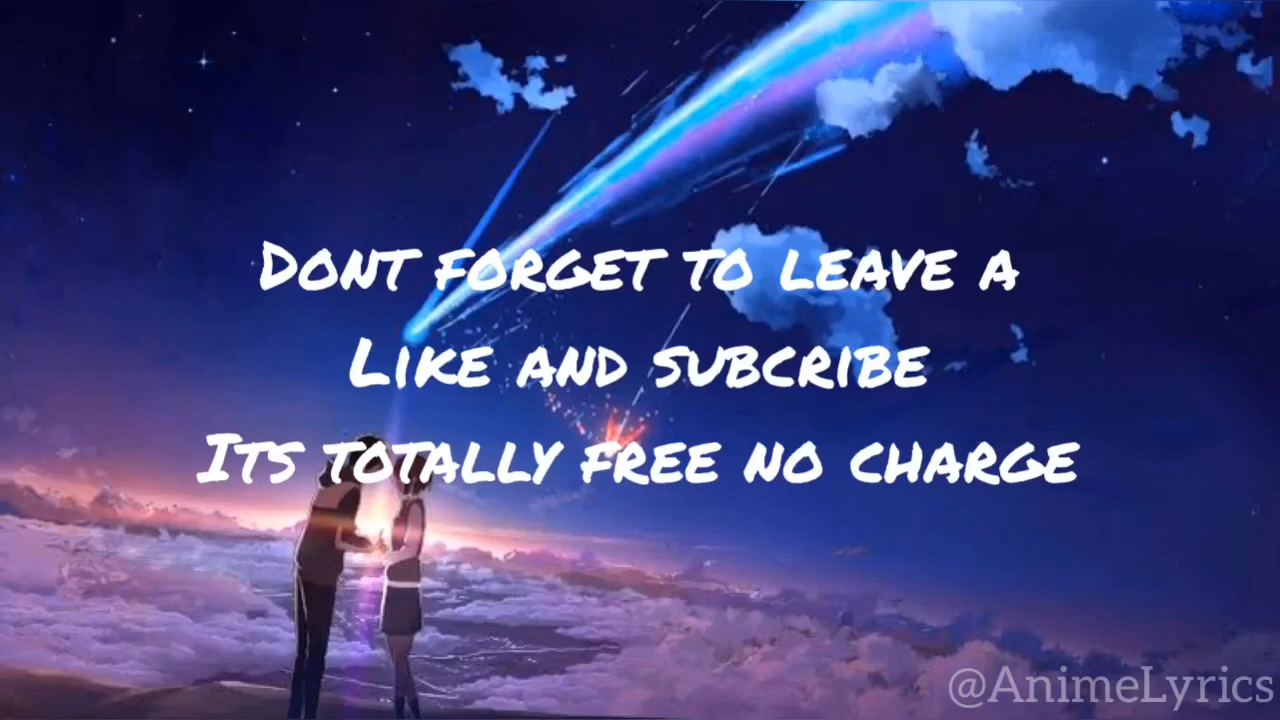 Dont forget to leave a
Like and subcribe
Its totally free no charge
@AnimeLyrics